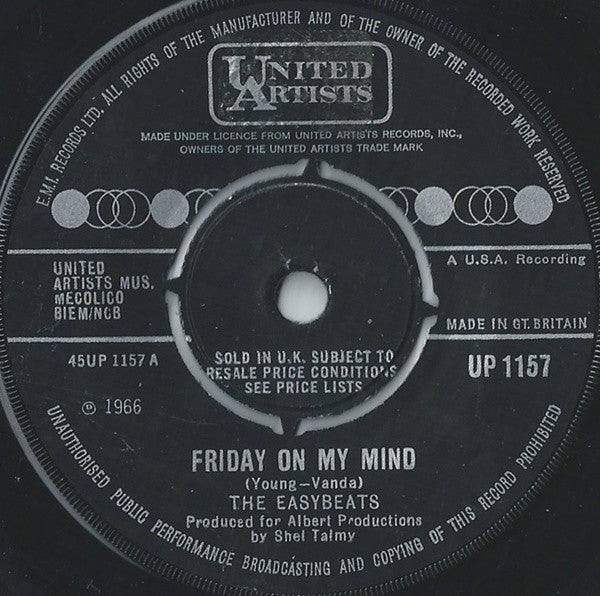 E.M.I. RECORDS LTD. ALL RIGHTS OF THE MANUFACTURER AND OF THE OWNER OF THE RECORDED WORK RESERVED
UNITED
ARTISTS
MADE UNDER LICENCE FROM UNITED ARTISTS RECORDS, INC.,
OWNERS OF THE UNITED ARTISTS TRADE MARK
UNITED
ARTISTS MUS.
MECOLICO
BIEM/NCB
A U.S.A. Recording
MADE IN GT. BRITAIN
45UP 1157 A
SOLD IN U.K. SUBJECT TO
RESALE PRICE CONDITIONS
SEE PRICE LISTS
UP 1157
℗ 1966
FRIDAY ON MY MIND
(Young-Vanda)
THE EASYBEATS
Produced for Albert Productions
by Shel Talmy
UNAUTHORISED PUBLIC PERFORMANCE BROADCASTING AND COPYING OF THIS RECORD PROHIBITED